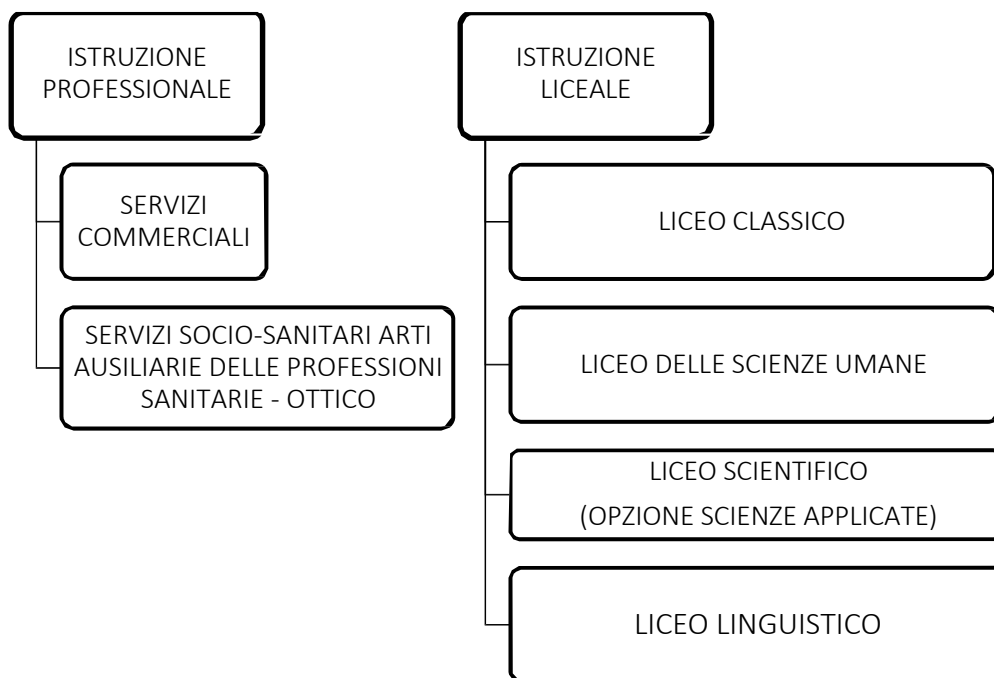 ISTRUZIONE
PROFESSIONALE
SERVIZI
COMMERCIALI
SERVIZI SOCIO-SANITARI ARTI
AUSILIARIE DELLE PROFESSIONI
SANITARIE - OTTICO
ISTRUZIONE
LICEALE
LICEO CLASSICO
LICEO DELLE SCIENZE UMANE
LICEO SCIENTIFICO
(OPZIONE SCIENZE APPLICATE)
LICEO LINGUISTICO